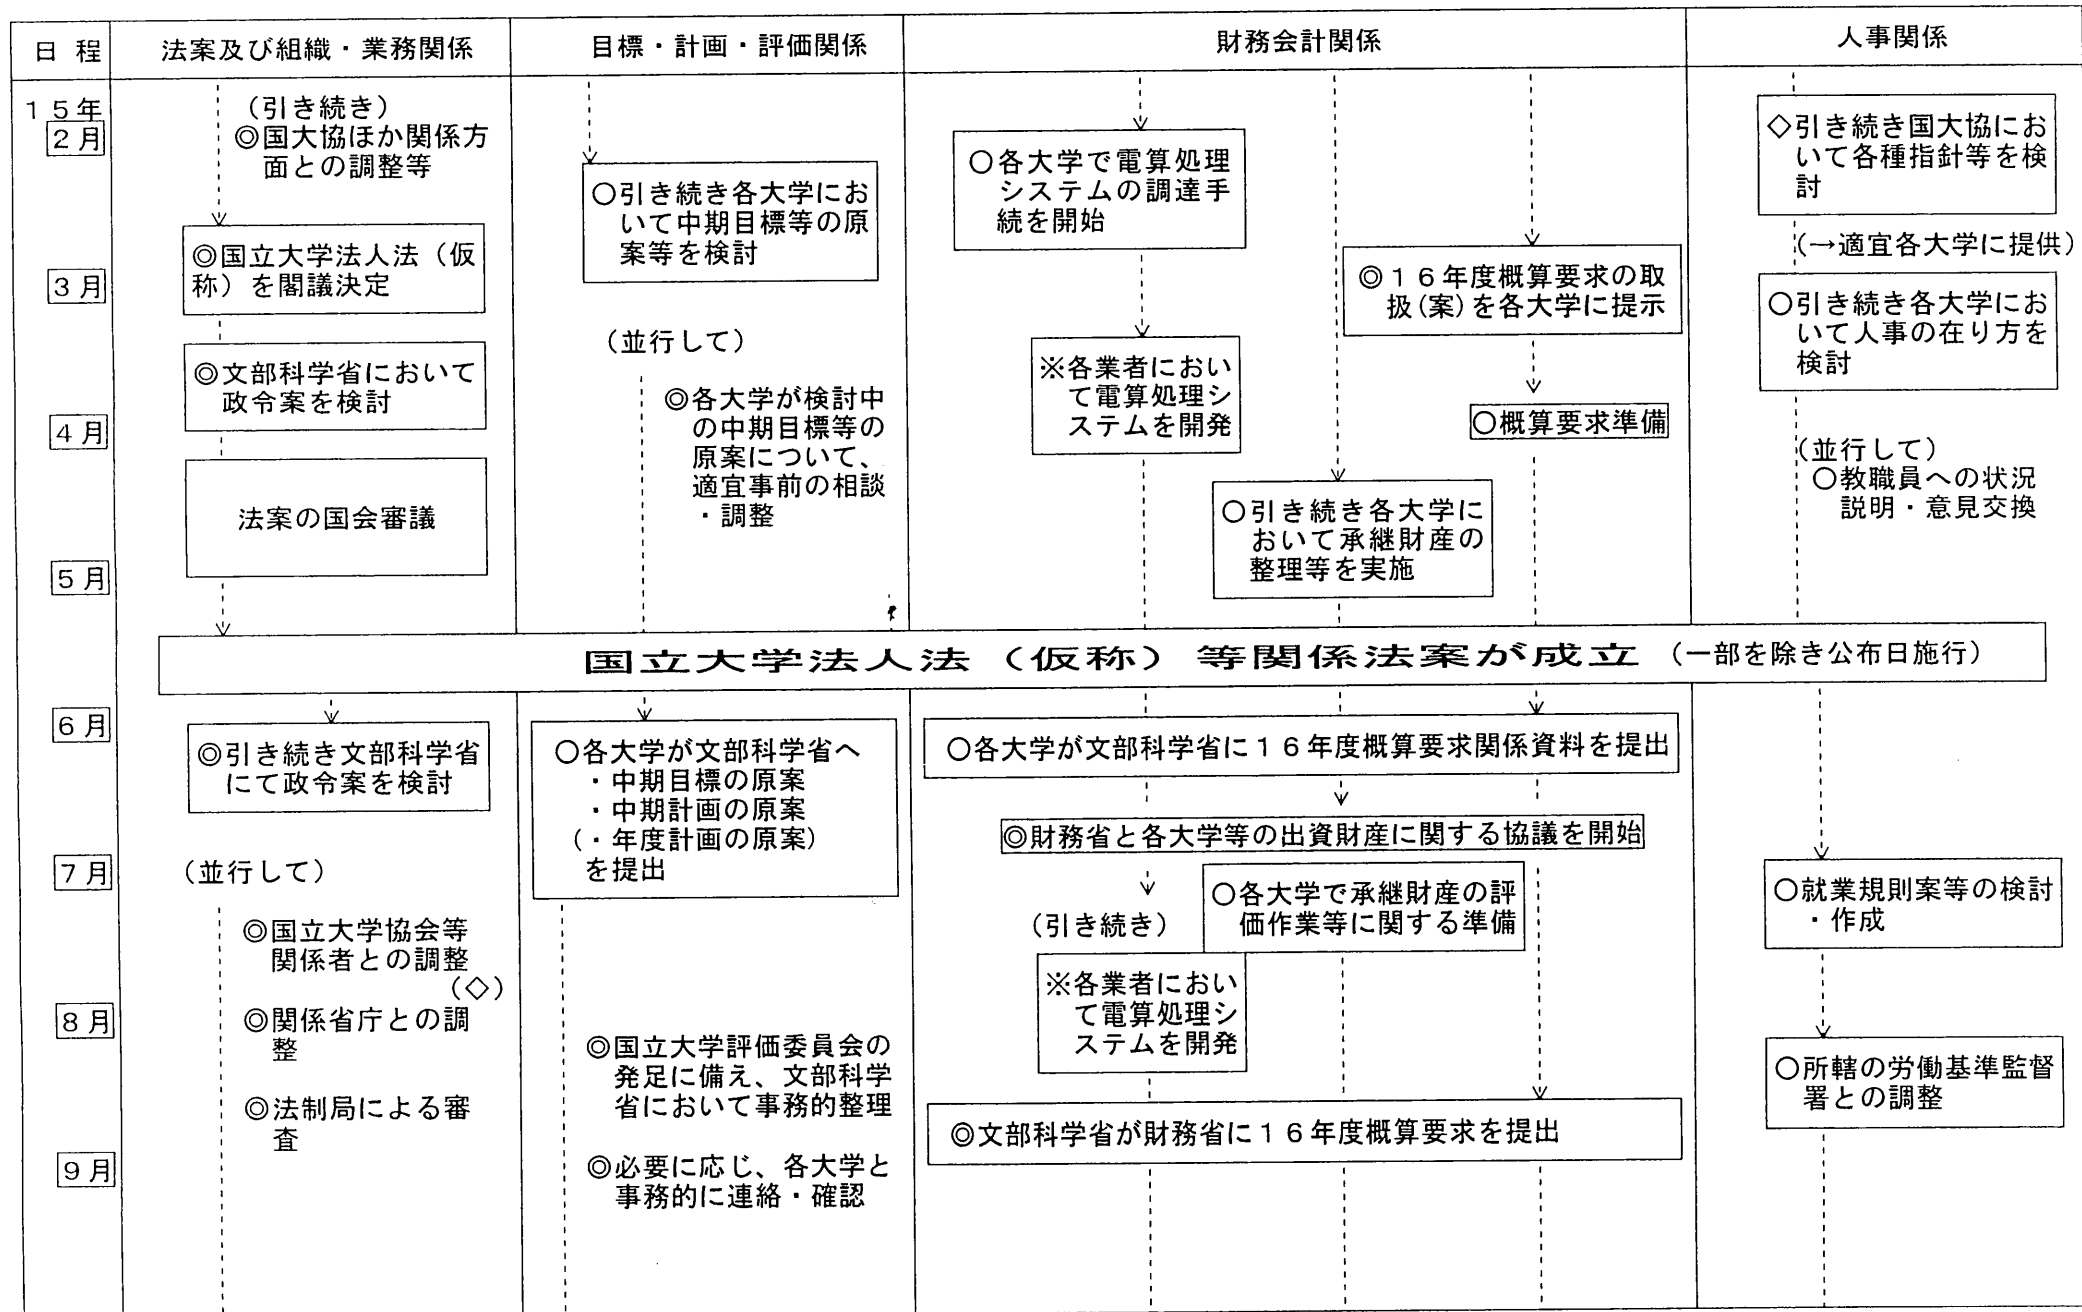 日 程
法案及び組織・業務関係
目標・計画・評価関係
財務会計関係
人事関係
１５年
２月
３月
４月
５月
６月
７月
８月
９月
（引き続き）
◎国大協ほか関係方
面との調整等
◎国立大学法人法（仮
称）を閣議決定
◎文部科学省において
政令案を検討
法案の国会審議
○引き続き各大学にお
いて中期目標等の原
案等を検討
（並行して）
◎各大学が検討中
の中期目標等の
原案について、
適宜事前の相談
・調整
○各大学で電算処理
システムの調達手
続を開始
※各業者におい
て電算処理シ
ステムを開発
◎１６年度概算要求の取
扱(案)を各大学に提示
○概算要求準備
○引き続き各大学に
おいて承継財産の
整理等を実施
◇引き続き国大協にお
いて各種指針等を検
討
（→適宜各大学に提供）
○引き続き各大学にお
いて人事の在り方を
検討
（並行して）
○教職員への状況
説明・意見交換
国立大学法人法（仮称）等関係法案が成立（一部を除き公布日施行）
◎引き続き文部科学省
にて政令案を検討
（並行して）
◎国立大学協会等
関係者との調整
（◇）
◎関係省庁との調
整
◎法制局による審
査
○各大学が文部科学省へ
・中期目標の原案
・中期計画の原案
（・年度計画の原案）
を提出
◎国立大学評価委員会の
発足に備え、文部科学
省において事務的整理
◎必要に応じ、各大学と
事務的に連絡・確認
○各大学が文部科学省に１６年度概算要求関係資料を提出
◎財務省と各大学等の出資財産に関する協議を開始
（引き続き）
○各大学で承継財産の評
価作業等に関する準備
※各業者におい
て電算処理シ
ステムを開発
◎文部科学省が財務省に１６年度概算要求を提出
○就業規則案等の検討
・作成
○所轄の労働基準監督
署との調整